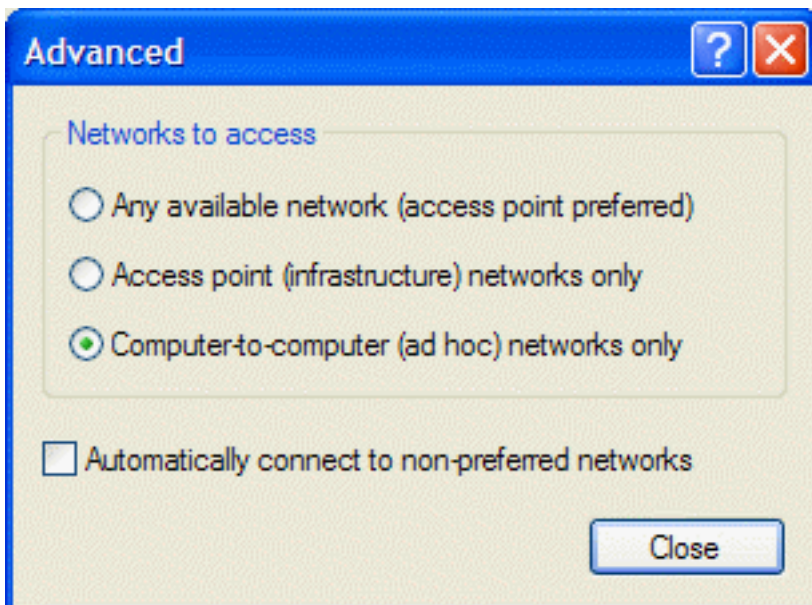 Advanced
Networks to access
Any available network (access point preferred)
Access point (infrastructure) networks only
Computer-to-computer (ad hoc) networks only
Automatically connect to non-preferred networks
Close